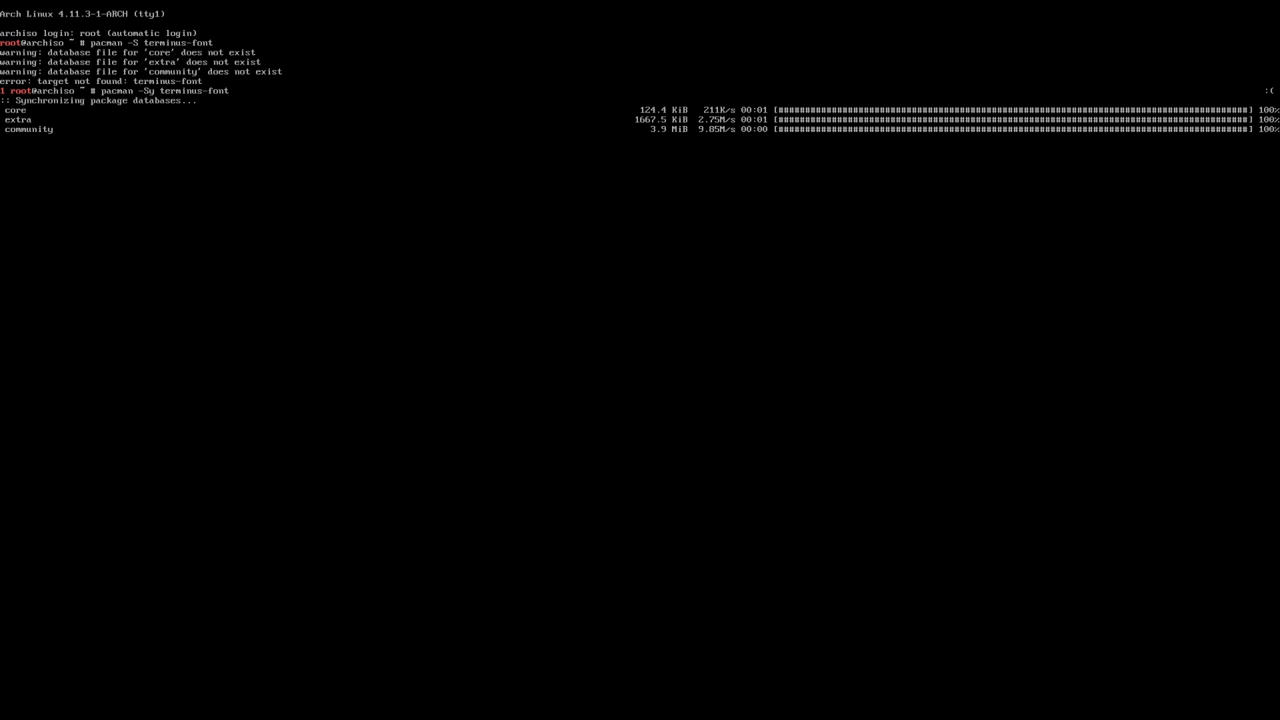 Arch Linux 4.11.3-1-ARCH (tty1)
archiso login: root (automatic login)
root@archiso ~ # pacman -S terminus-font
warning: database file for 'core' does not exist
warning: database file for 'extra' does not exist
warning: database file for 'community' does not exist
error: target not found: terminus-font
1 root@archiso ~ # pacman -Sy terminus-font :(
:: Synchronizing package databases...
core 124.4 KiB 211K/s 00:01 [######################################################################################] 100%
extra 1667.5 KiB 2.75M/s 00:01 [######################################################################################] 100%
community 3.9 MiB 9.85M/s 00:00 [######################################################################################] 100%